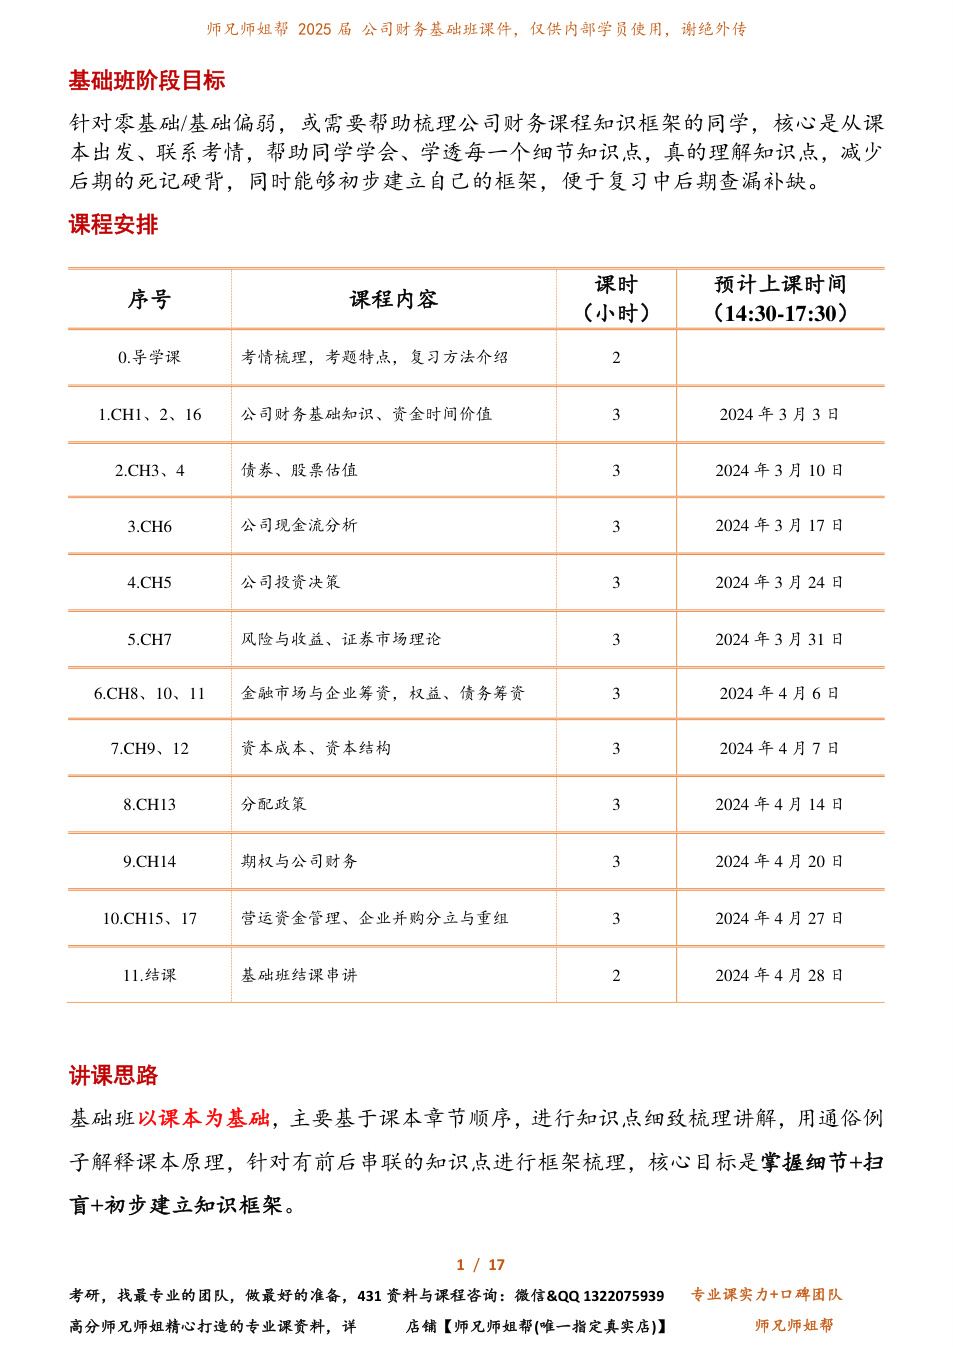 师兄师姐帮 2025 届 公司财务基础班课件，仅供内部学员使用，谢绝外传
基础班阶段目标
针对零基础/基础偏弱，或需要帮助梳理公司财务课程知识框架的同学，核心是从课
本出发、联系考情，帮助同学学会、学透每一个细节知识点，真的理解知识点，减少
后期的死记硬背，同时能够初步建立自己的框架，便于复习中后期查漏补缺。
课程安排
序号 课程内容 课时（小时） 预计上课时间（14:30-17:30）
0.导学课 考情梳理，考题特点，复习方法介绍 2
1.CH1、2、16 公司财务基础知识、资金时间价值 3 2024 年 3 月 3 日
2.CH3、4 债券、股票估值 3 2024 年 3 月 10 日
3.CH6 公司现金流分析 3 2024 年 3 月 17 日
4.CH5 公司投资决策 3 2024 年 3 月 24 日
5.CH7 风险与收益、证券市场理论 3 2024 年 3 月 31 日
6.CH8、10、11 金融市场与企业筹资，权益、债务筹资 3 2024 年 4 月 6 日
7.CH9、12 资本成本、资本结构 3 2024 年 4 月 7 日
8.CH13 分配政策 3 2024 年 4 月 14 日
9.CH14 期权与公司财务 3 2024 年 4 月 20 日
10.CH15、17 营运资金管理、企业并购分立与重组 3 2024 年 4 月 27 日
11.结课 基础班结课串讲 2 2024 年 4 月 28 日
讲课思路
基础班以课本为基础，主要基于课本章节顺序，进行知识点细致梳理讲解，用通俗例
子解释课本原理，针对有前后串联的知识点进行框架梳理，核心目标是掌握细节+扫
盲+初步建立知识框架。
1 / 17
考研，找最专业的团队，做最好的准备，431 资料与课程咨询：微信&QQ 1322075939 专业课实力+口碑团队
高分师兄师姐精心打造的专业课资料，详 店铺【师兄师姐帮(唯一指定真实店)】 师兄师姐帮